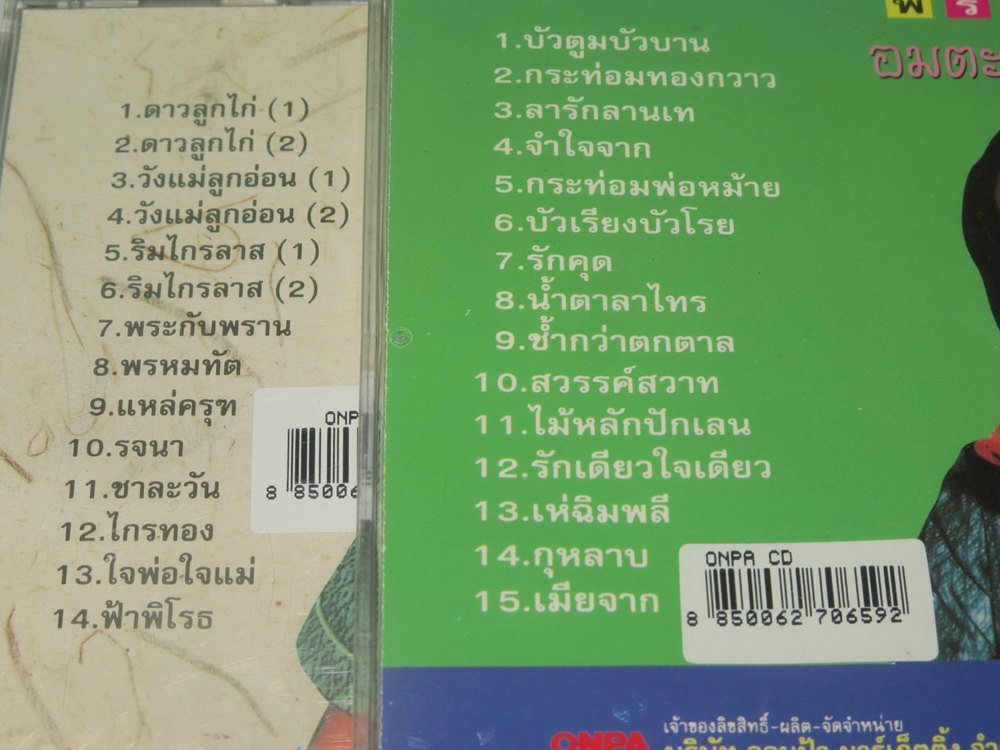 1.ดาวลูกไก่ (1)
2.ดาวลูกไก่ (2)
3.วังแม่ลูกอ่อน (1)
4.วังแม่ลูกอ่อน (2)
5.ริมไกรลาส (1)
6.ริมไกรลาส (2)
7.พระกับพราน
8.พรหมทัต
9.แหล่ครุฑ
10.รจนา
11.ชาละวัน
12.ไกรทอง
13.ใจพ่อใจแม่
14.ฟ้าพิโรธ
ONP
8 85006
อมตะ
1.บัวตูมบัวบาน
2.กระท่อมทองกวาว
3.ลารักลานเท
4.จำใจจาก
5.กระท่อมพ่อหม้าย
6.บัวเรียงบัวโรย
7.รักคุด
8.น้ำตาลาไทร
9.ช้ำกว่าตกตาล
10.สวรรค์สวาท
11.ไม้หลักปักเลน
12.รักเดียวใจเดียว
13.เห่ฉิมพลี
14.กุหลาบ
15.เมียจาก
ONPA CD
8 850062 706592
เจ้าของลิขสิทธิ์-ผลิต-จัดจำหน่าย
ONPA